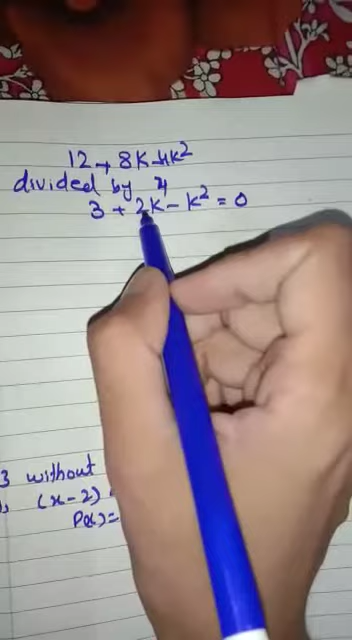 12 + 8K - 4K²
divided by 4
3 + 2K - K² = 0
3 without
(x-2)
P(x) =